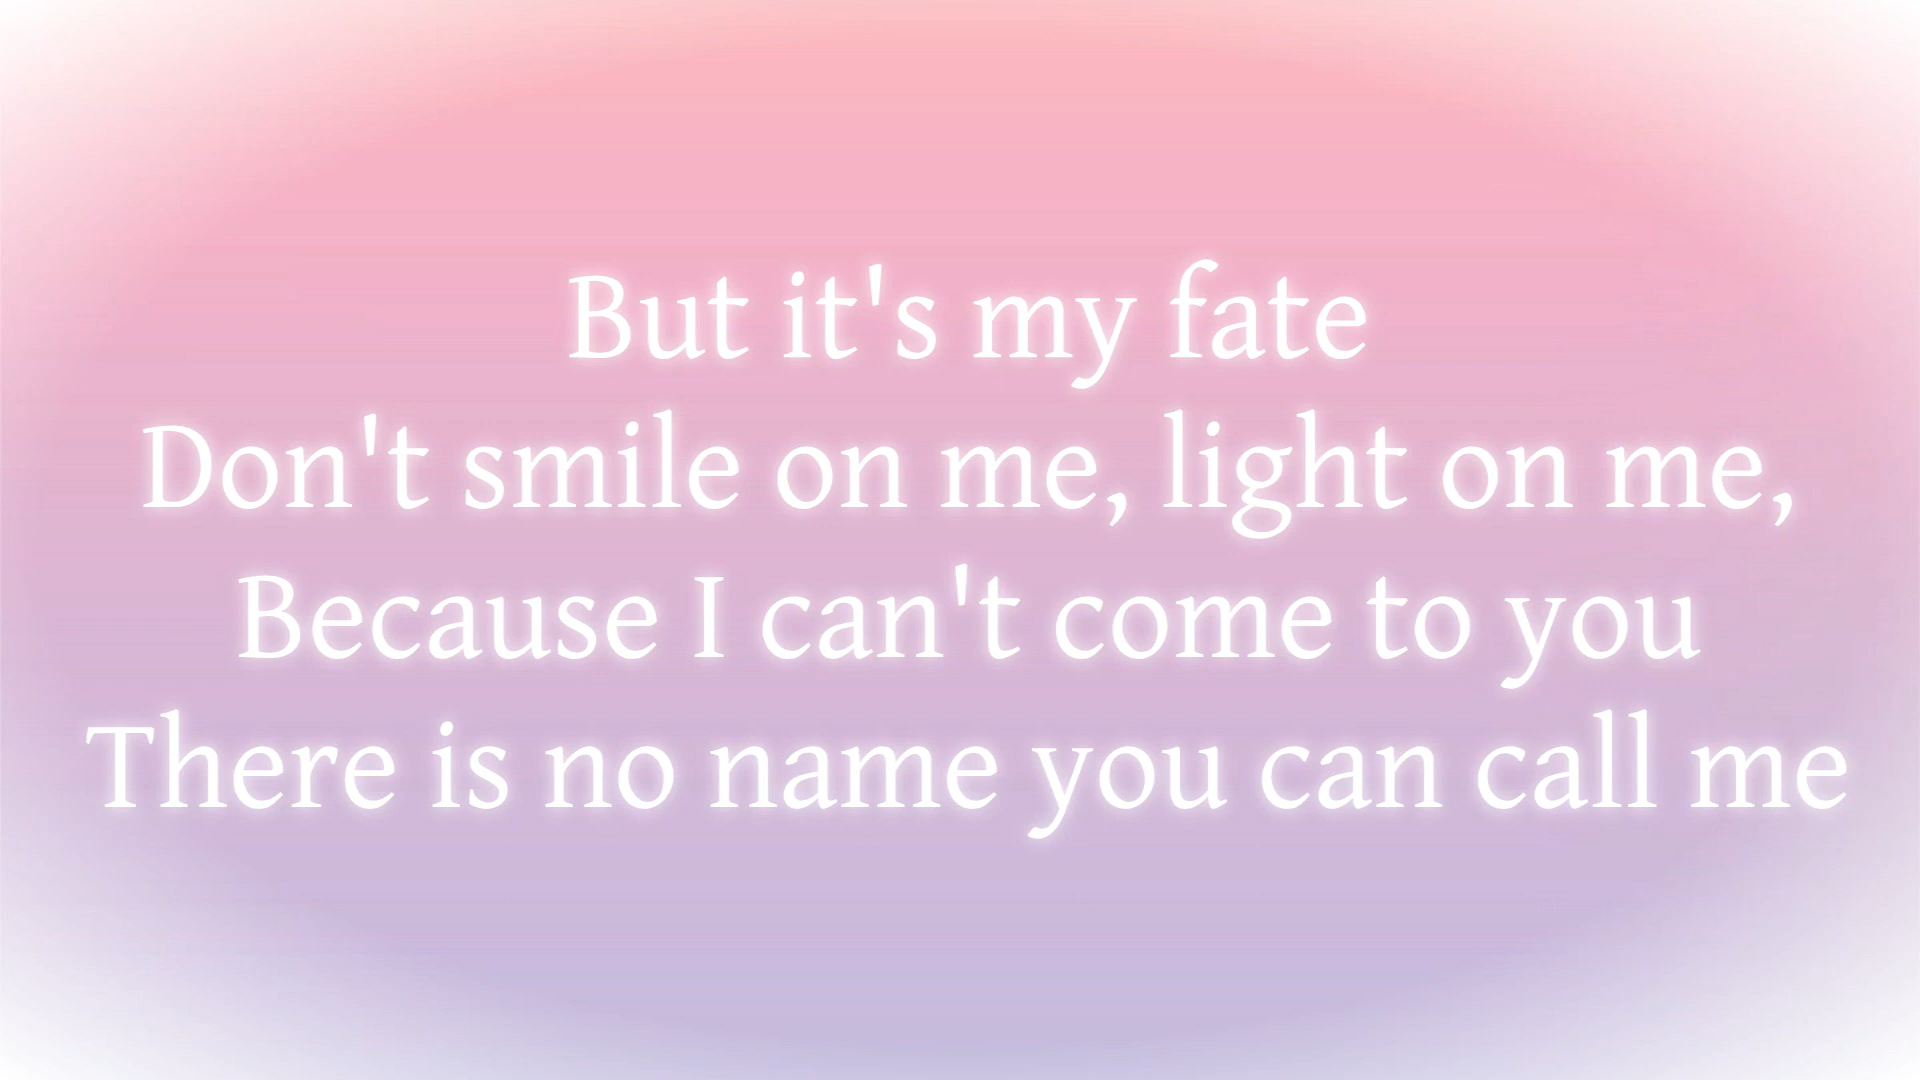 But it's my fate
Don't smile on me, light on me,
Because I can't come to you
There is no name you can call me